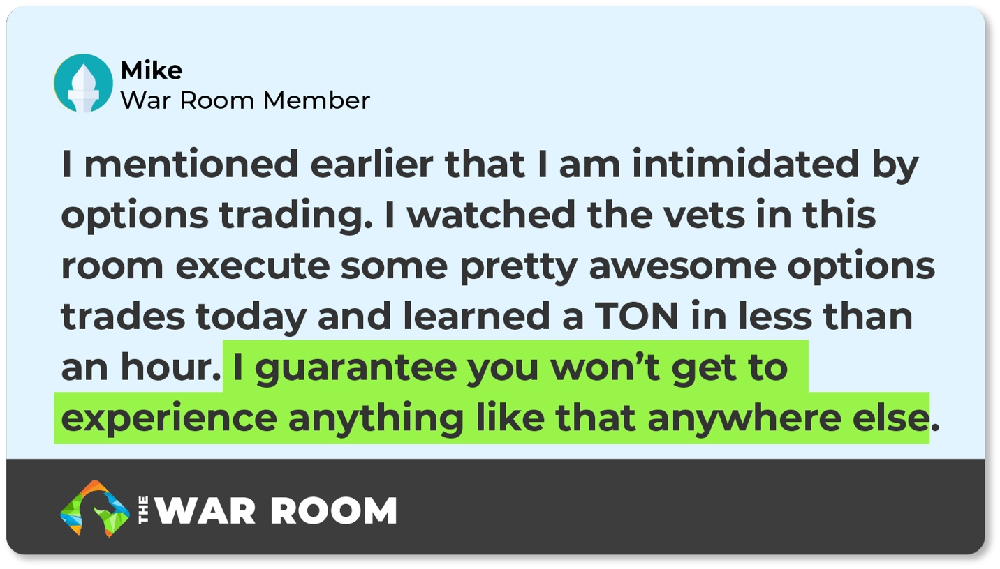 Mike
War Room Member
I mentioned earlier that I am intimidated by
options trading. I watched the vets in this
room execute some pretty awesome options
trades today and learned a TON in less than
an hour. I guarantee you won’t get to
experience anything like that anywhere else.
THE WAR ROOM